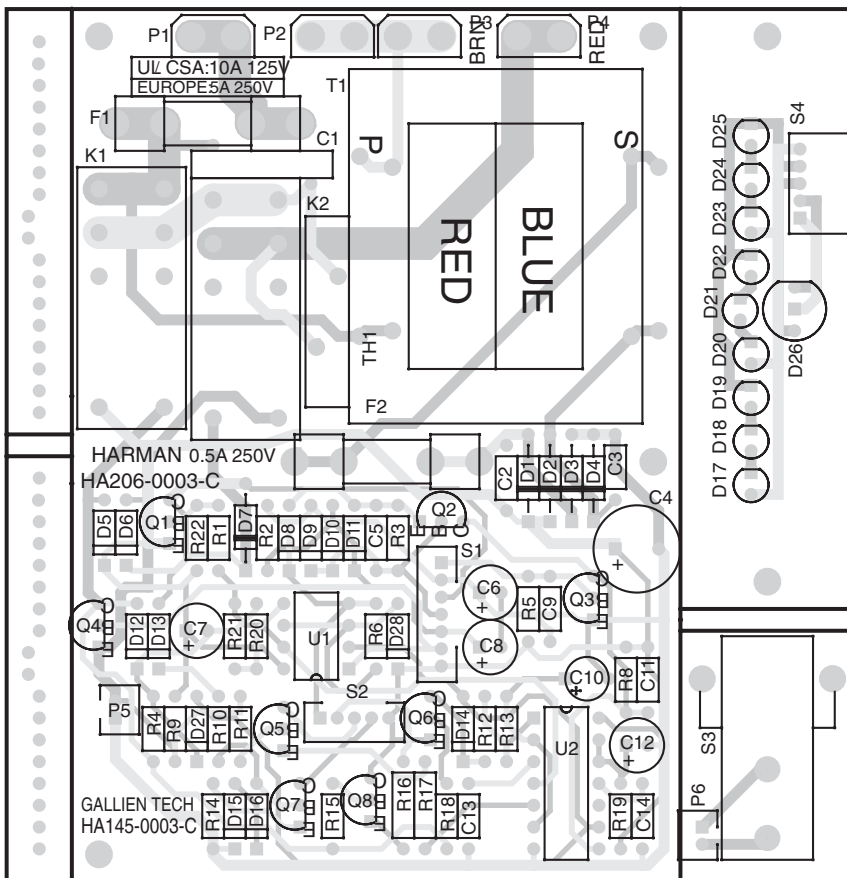 P1
P2
P3
P4
BRN
RED
UL CSA:10A 125V
EUROPE:5A 250V
T1
F1
C1
P
S
K1
K2
RED
BLUE
TH1
F2
S4
D25
D24
D23
D22
D21
D20
D26
D19
D18
D17
HARMAN 0.5A 250V
HA206-0003-C
C2
D1
D2
D3
D4
C3
C4
+
D5
D6
Q1
R22
R1
D7
R2
D8
D9
D10
D11
C5
R3
Q2
E B C
S1
C6
+
R5
C9
Q3
Q4
D12
D13
C7
+
R21
R20
U1
R6
D28
C8
+
C10
+
R8
C11
P5
R4
R9
D27
R10
R11
Q5
S2
Q6
D14
R12
R13
U2
C12
+
S3
GALLIEN TECH
HA145-0003-C
R14
D15
D16
Q7
R15
Q8
R16
R17
R18
C13
R19
C14
P6